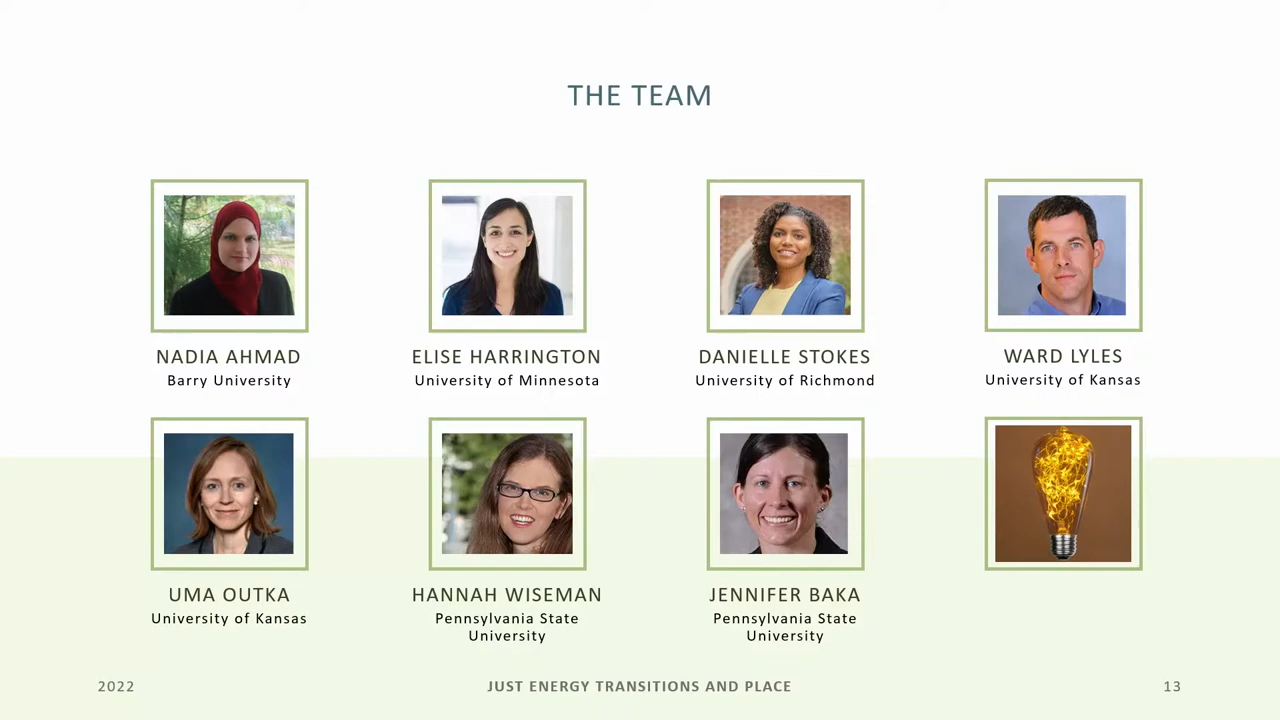 THE TEAM
NADIA AHMAD
Barry University
ELISE HARRINGTON
University of Minnesota
DANIELLE STOKES
University of Richmond
WARD LYLES
University of Kansas
UMA OUTKA
University of Kansas
HANNAH WISEMAN
Pennsylvania State
University
JENNIFER BAKA
Pennsylvania State
University
2022
JUST ENERGY TRANSITIONS AND PLACE
13